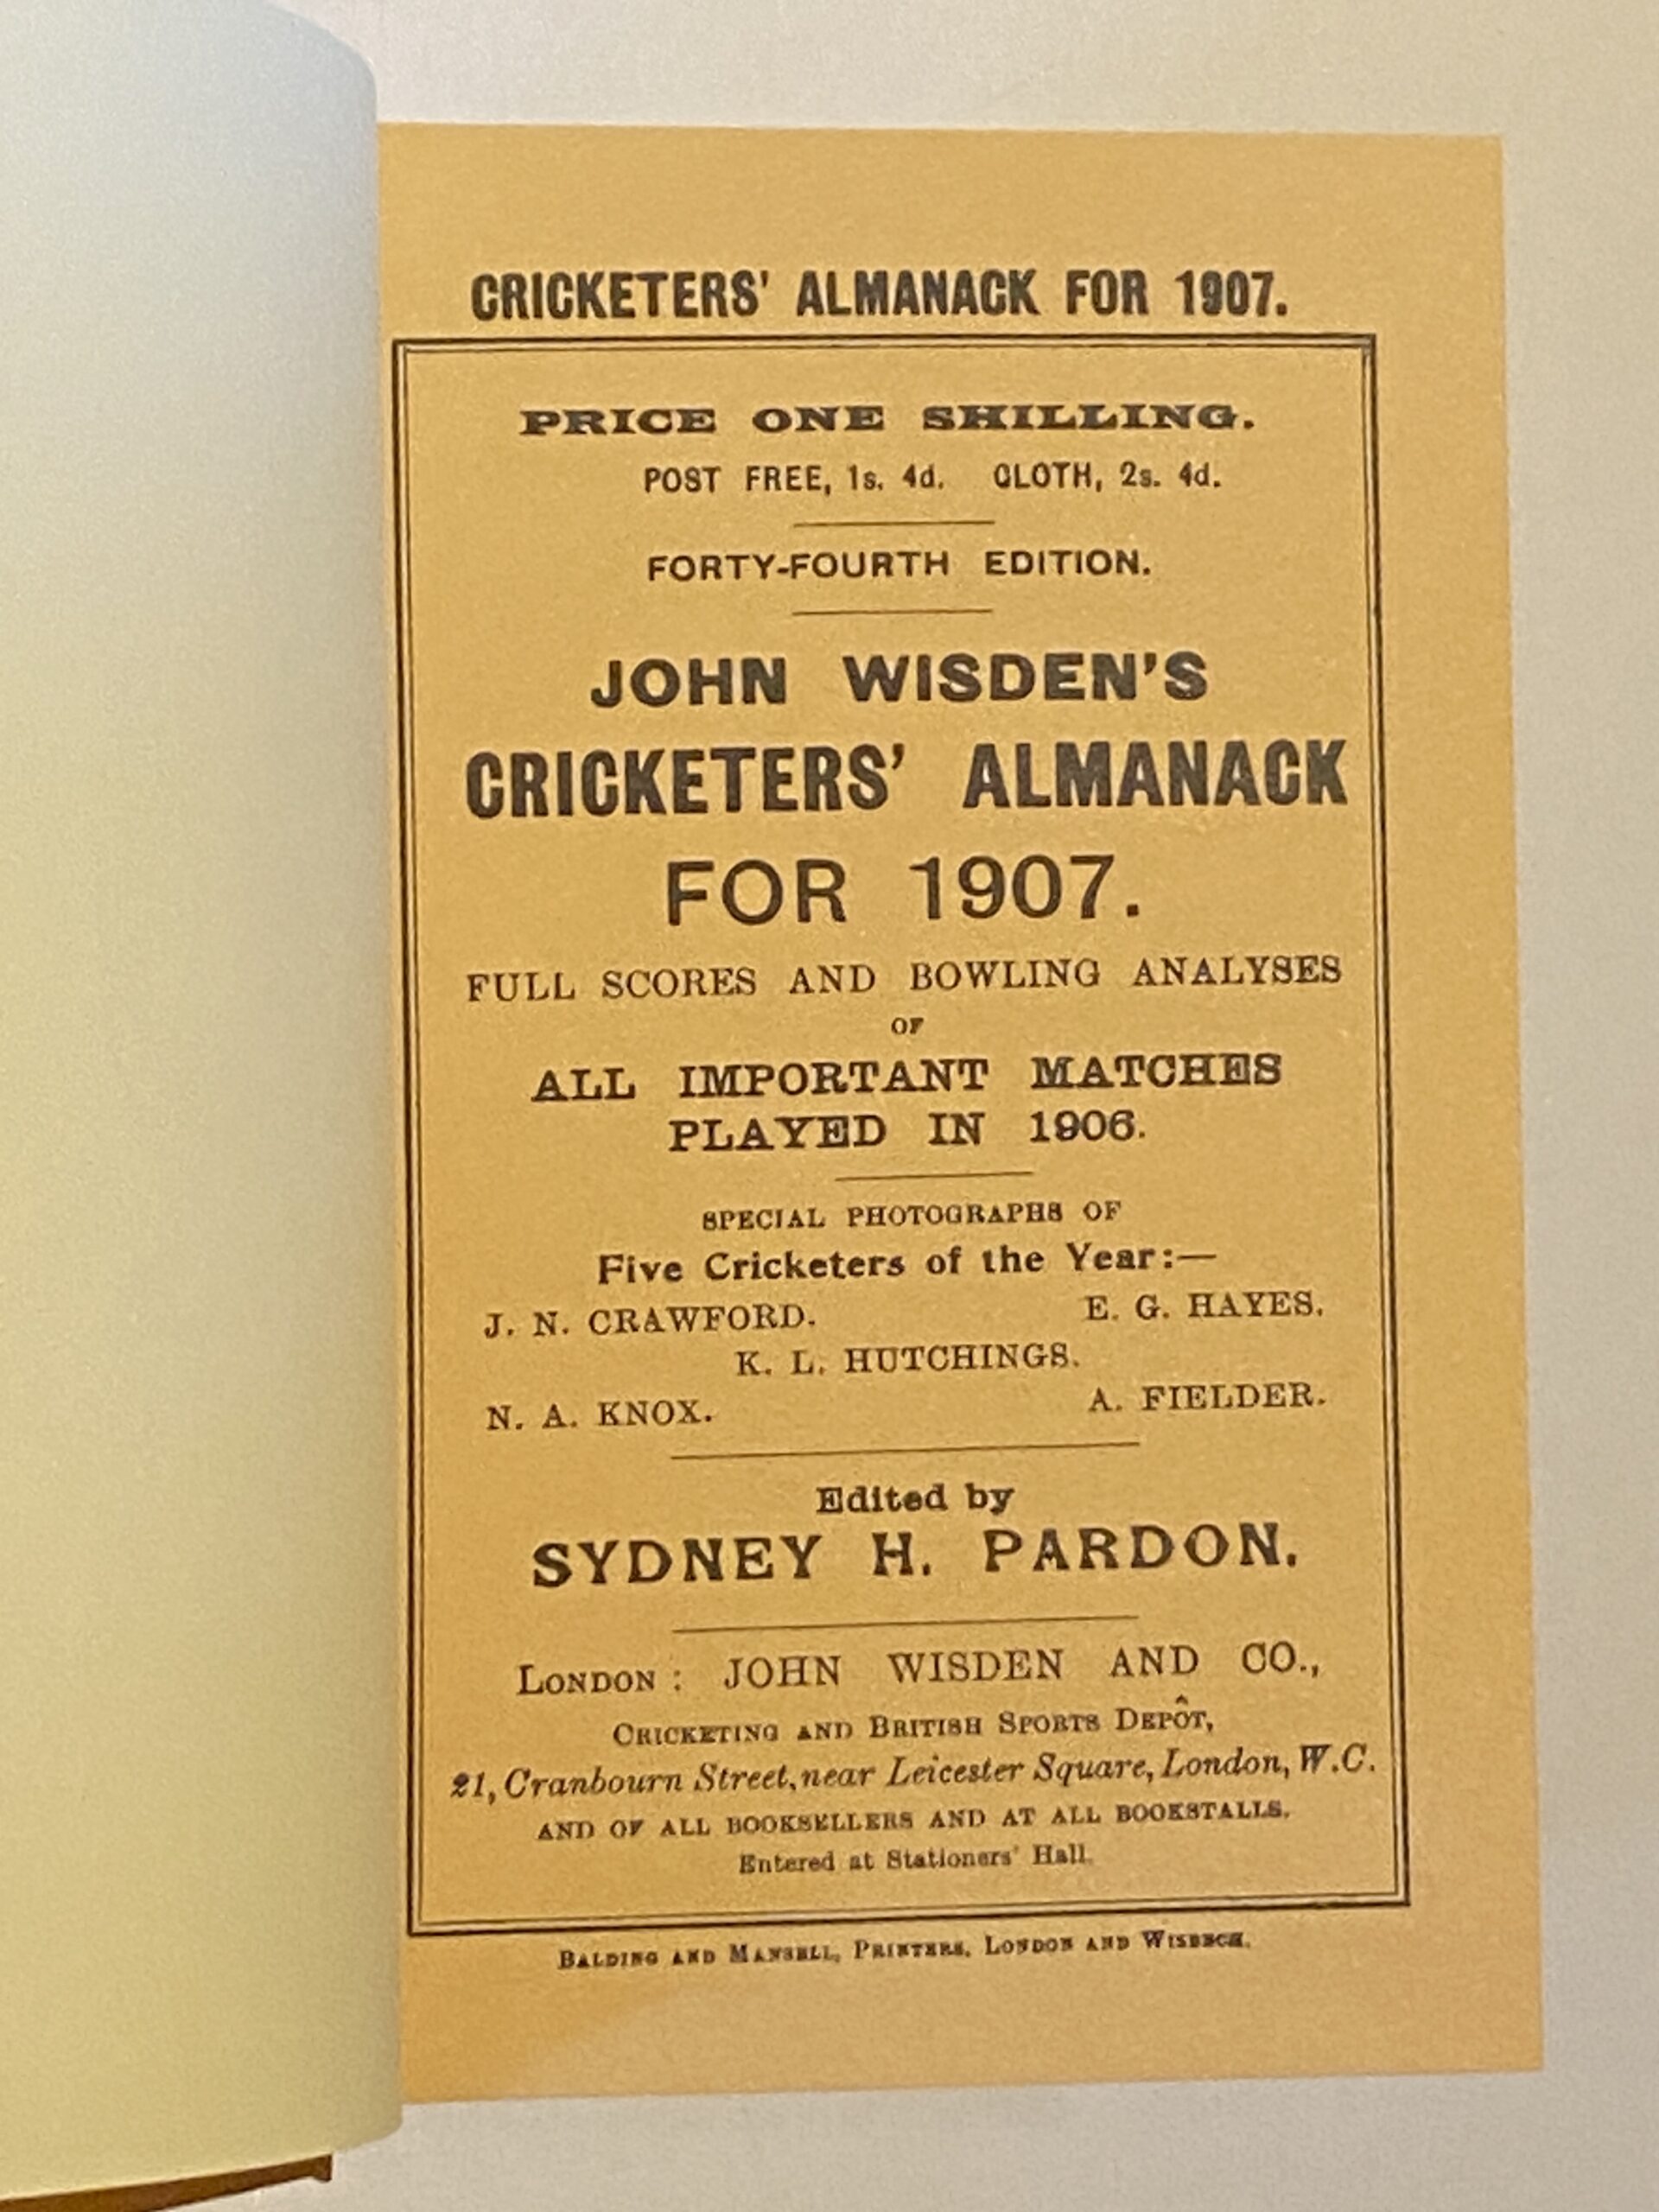 CRICKETERS' ALMANACK FOR 1907.
PRICE ONE SHILLING.
POST FREE, 1s. 4d. CLOTH, 2s. 4d.
FORTY-FOURTH EDITION.
JOHN WISDEN'S
CRICKETERS' ALMANACK
FOR 1907.
FULL SCORES AND BOWLING ANALYSES
OF
ALL IMPORTANT MATCHES
PLAYED IN 1906.
SPECIAL PHOTOGRAPHS OF
Five Cricketers of the Year:—
J. N. CRAWFORD. E. G. HAYES.
K. L. HUTCHINGS.
N. A. KNOX. A. FIELDER.
Edited by
SYDNEY H. PARDON.
LONDON: JOHN WISDEN AND CO.,
CRICKETING AND BRITISH SPORTS DEPÔT,
21, Cranbourn Street, near Leicester Square, London, W.C.
AND OF ALL BOOKSELLERS AND AT ALL BOOKSTALLS.
Entered at Stationers' Hall.
BALDING AND MANSELL, PRINTERS, LONDON AND WISBECH.